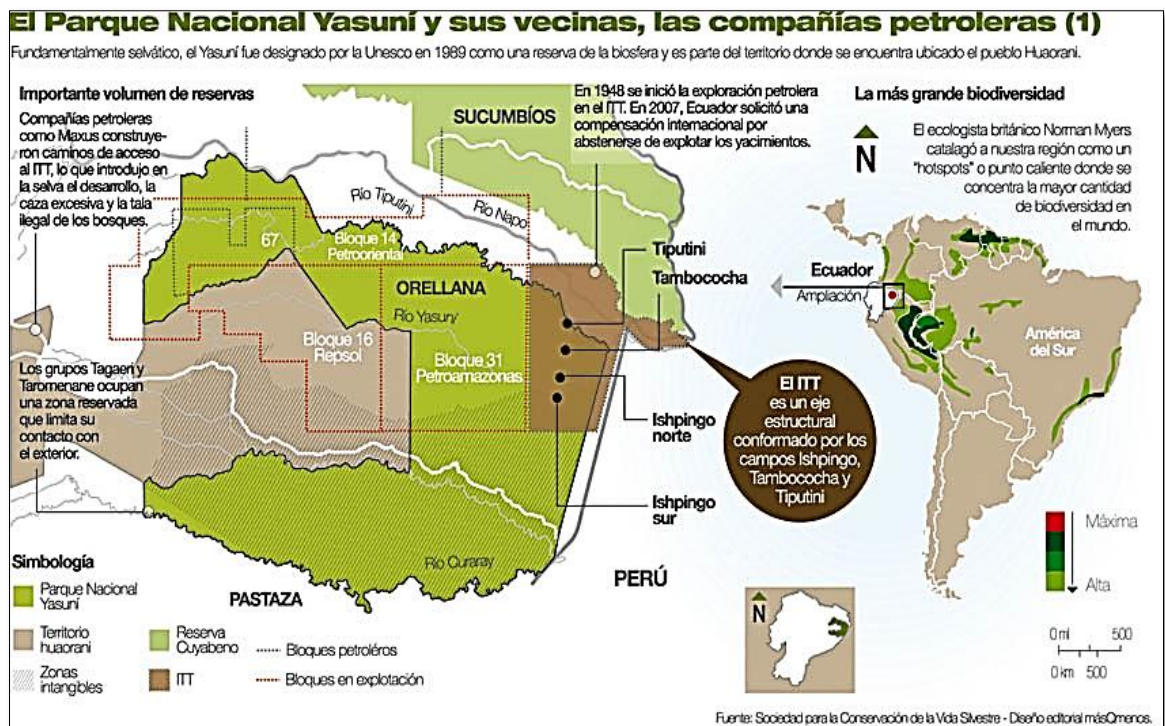 El Parque Nacional Yasuní y sus vecinas, las compañías petroleras (1)
Fundamentalmente selvático, el Yasuní fue designado por la Unesco en 1989 como una reserva de la biosfera y es parte del territorio donde se encuentra ubicado el pueblo Huaorani.
Importante volumen de reservas
Compañías petroleras
como Maxus construye-
ron caminos de acceso
al ITT, lo que introdujo en
la selva el desarrollo, la
caza excesiva y la tala
ilegal de los bosques.
En 1948 se inició la exploración petrolera
en el ITT. En 2007, Ecuador solicitó una
compensación internacional por
abstenerse de explotar los yacimientos.
SUCUMBÍOS
Río Tiputini
Río Napo
67
Bloque 14
Petrooriental
ORELLANA
Río Yasury
Bloque 16
Repsol
Bloque 31
Petroamazonas
Tiputini
Tambococha
Ishpingo
norte
Ishpingo
sur
Los grupos Tagaeri y
Taromenane ocupan
una zona reservada
que limita su
contacto con
el exterior.
El ITT
es un eje
estructural
conformado por los
campos Ishpingo,
Tambococha y
Tiputini
Río Curaray
PASTAZA
PERÚ
La más grande biodiversidad
N
El ecologista británico Norman Myers
catalagó a nuestra región como un
"hotspots" o punto caliente donde se
concentra la mayor cantidad
de biodiversidad en
el mundo.
Ecuador
Ampliación
América
del Sur
Máxima
Alta
0 ml 500
0 km 500
N
Simbología
Parque Nacional
Yasuní
Territorio
huaorani
Zonas
intangibles
Reserva
Cuyabeno
ITT
Bloques petroléros
Bloques en explotación
Fuente: Sociedad para la Conservación de la Vida Silvestre - Diseño editorial másQmenos.